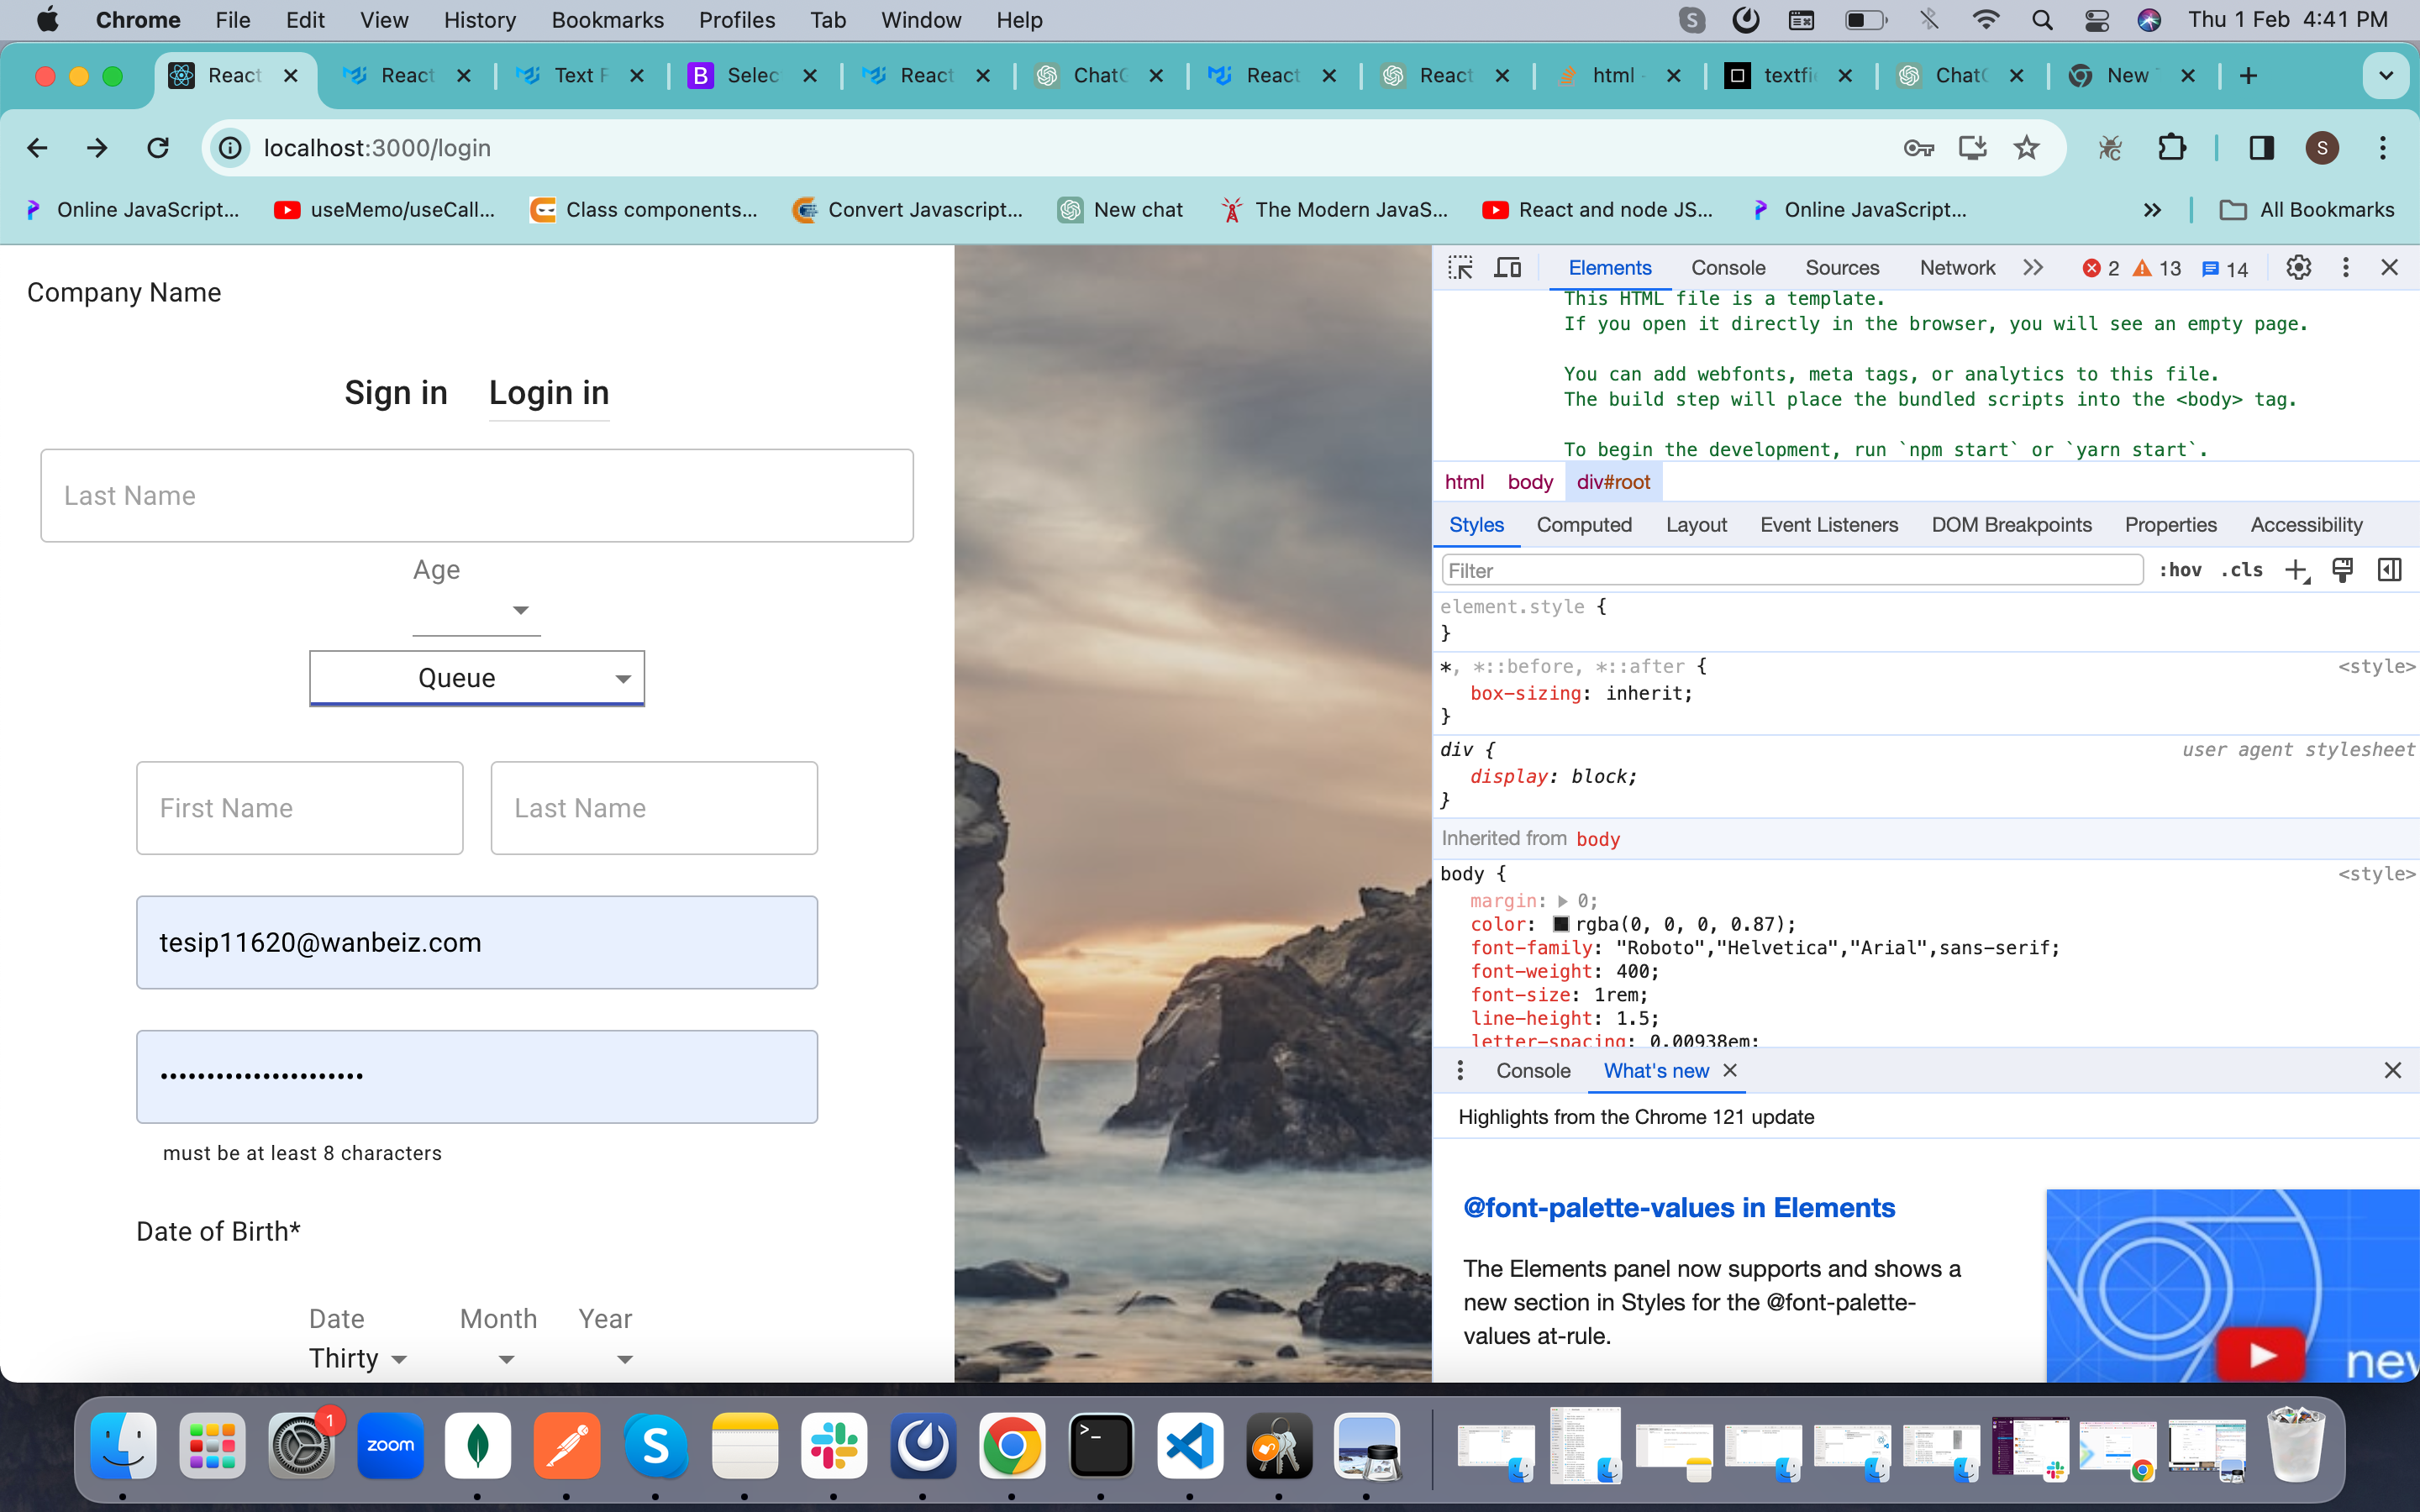 Chrome File Edit View History Bookmarks Profiles Tab Window Help
Thu 1 Feb 4:41 PM
React
React
Text F
Selec
React
ChatG
React
React
html -
textfi
ChatG
New T
localhost:3000/login
S
Online JavaScript...
useMemo/useCall...
Class components...
Convert Javascript...
New chat
The Modern JavaS...
React and node JS...
Online JavaScript...
All Bookmarks
Company Name
Sign in Login in
Last Name
Age
Queue
First Name
Last Name
tesip11620@wanbeiz.com
must be at least 8 characters
Date of Birth*
Date Month Year
Thirty
Elements Console Sources Network 2 13 14
This HTML file is a template.
If you open it directly in the browser, you will see an empty page.
You can add webfonts, meta tags, or analytics to this file.
The build step will place the bundled scripts into the <body> tag.
To begin the development, run `npm start` or `yarn start`.
html body div#root
Styles Computed Layout Event Listeners DOM Breakpoints Properties Accessibility
Filter :hov .cls
element.style {
}
*, *::before, *::after { <style>
box-sizing: inherit;
}
div { user agent stylesheet
display: block;
}
Inherited from body
body { <style>
margin: 0;
color: rgba(0, 0, 0, 0.87);
font-family: "Roboto","Helvetica","Arial",sans-serif;
font-weight: 400;
font-size: 1rem;
line-height: 1.5;
letter-spacing: 0.00938em;
Console What's new
Highlights from the Chrome 121 update
@font-palette-values in Elements
The Elements panel now supports and shows a
new section in Styles for the @font-palette-
values at-rule.
new
1
zoom